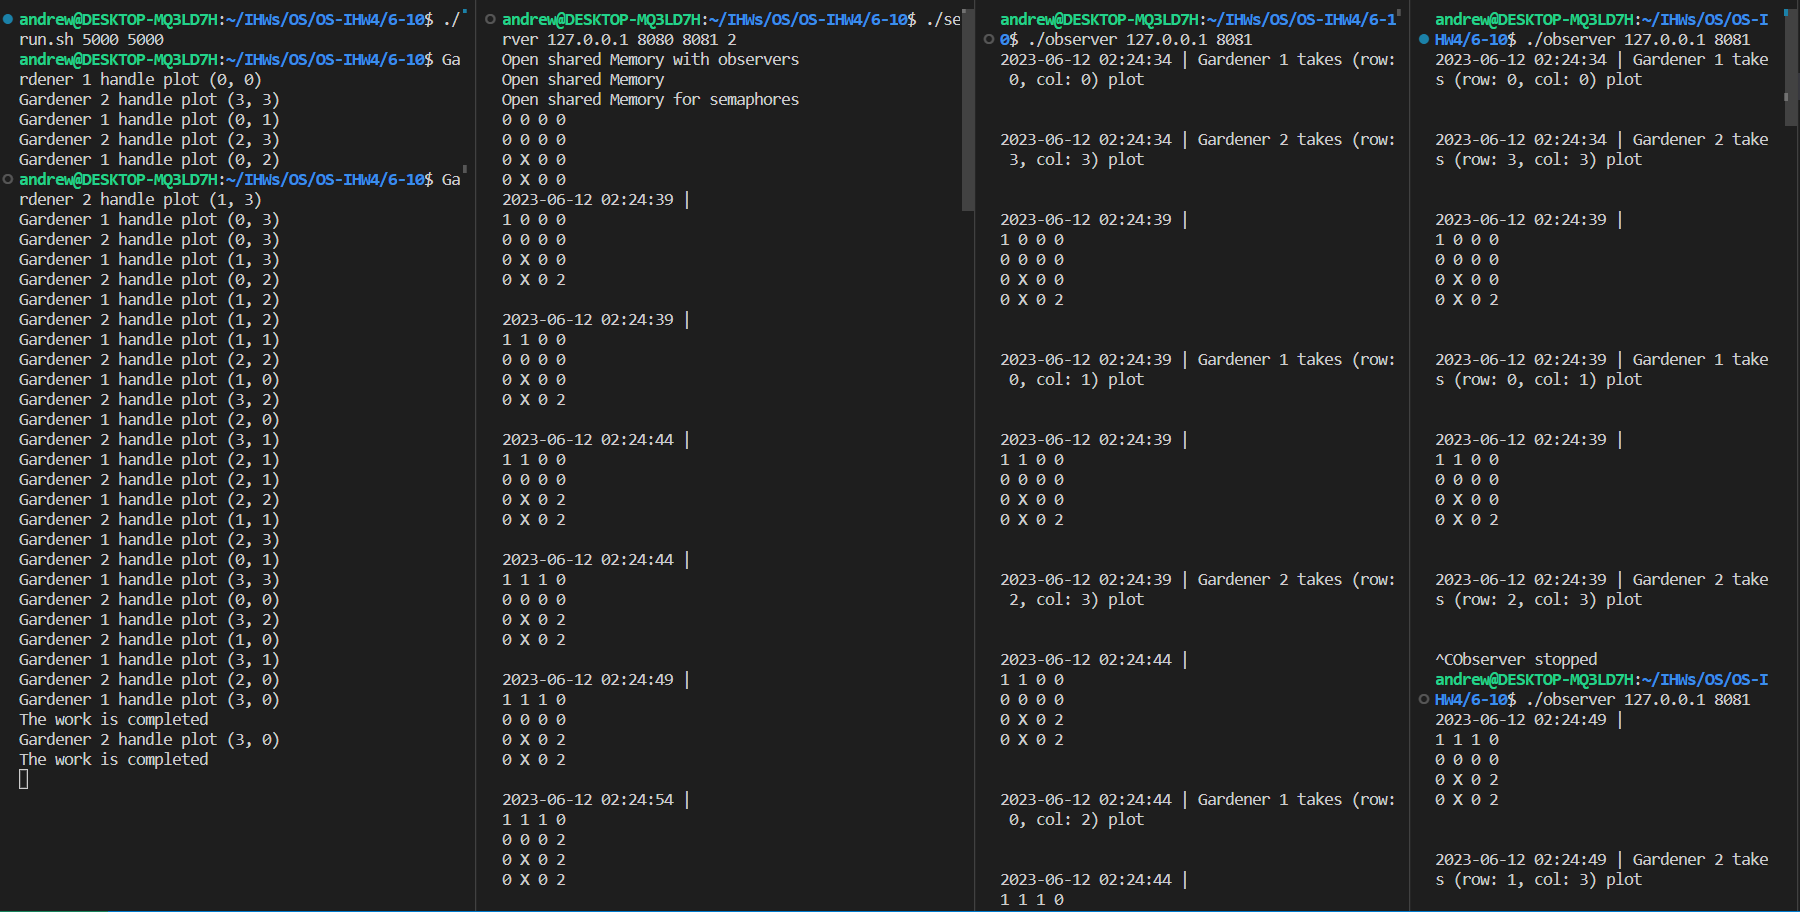 andrew@DESKTOP-MQ3LD7H:~/IHWs/OS/OS-IHW4/6-10$ ./
run.sh 5000 5000
andrew@DESKTOP-MQ3LD7H:~/IHWs/OS/OS-IHW4/6-10$ Ga
rdener 1 handle plot (0, 0)
Gardener 2 handle plot (3, 3)
Gardener 1 handle plot (0, 1)
Gardener 2 handle plot (2, 3)
Gardener 1 handle plot (0, 2)
andrew@DESKTOP-MQ3LD7H:~/IHWs/OS/OS-IHW4/6-10$ Ga
rdener 2 handle plot (1, 3)
Gardener 1 handle plot (0, 3)
Gardener 2 handle plot (0, 3)
Gardener 1 handle plot (1, 3)
Gardener 2 handle plot (0, 2)
Gardener 1 handle plot (1, 2)
Gardener 2 handle plot (1, 2)
Gardener 1 handle plot (1, 1)
Gardener 2 handle plot (2, 2)
Gardener 1 handle plot (1, 0)
Gardener 2 handle plot (3, 2)
Gardener 1 handle plot (2, 0)
Gardener 2 handle plot (3, 1)
Gardener 1 handle plot (2, 1)
Gardener 2 handle plot (2, 1)
Gardener 1 handle plot (2, 2)
Gardener 2 handle plot (1, 1)
Gardener 1 handle plot (2, 3)
Gardener 2 handle plot (0, 1)
Gardener 1 handle plot (3, 3)
Gardener 2 handle plot (0, 0)
Gardener 1 handle plot (3, 2)
Gardener 2 handle plot (1, 0)
Gardener 1 handle plot (3, 1)
Gardener 2 handle plot (2, 0)
Gardener 1 handle plot (3, 0)
The work is completed
Gardener 2 handle plot (3, 0)
The work is completed
andrew@DESKTOP-MQ3LD7H:~/IHWs/OS/OS-IHW4/6-10$ ./se
rver 127.0.0.1 8080 8081 2
Open shared Memory with observers
Open shared Memory
Open shared Memory for semaphores
0 0 0 0
0 0 0 0
0 X 0 0
0 X 0 0
2023-06-12 02:24:39 |
1 0 0 0
0 0 0 0
0 X 0 0
0 X 0 2
2023-06-12 02:24:39 |
1 1 0 0
0 0 0 0
0 X 0 0
0 X 0 2
2023-06-12 02:24:44 |
1 1 0 0
0 0 0 0
0 X 0 2
0 X 0 2
2023-06-12 02:24:44 |
1 1 1 0
0 0 0 0
0 X 0 2
0 X 0 2
2023-06-12 02:24:49 |
1 1 1 0
0 0 0 0
0 X 0 2
0 X 0 2
2023-06-12 02:24:54 |
1 1 1 0
0 0 0 2
0 X 0 2
0 X 0 2
andrew@DESKTOP-MQ3LD7H:~/IHWs/OS/OS-IHW4/6-1
0$ ./observer 127.0.0.1 8081
2023-06-12 02:24:34 | Gardener 1 takes (row:
0, col: 0) plot
2023-06-12 02:24:34 | Gardener 2 takes (row:
3, col: 3) plot
2023-06-12 02:24:39 |
1 0 0 0
0 0 0 0
0 X 0 0
0 X 0 2
2023-06-12 02:24:39 | Gardener 1 takes (row:
0, col: 1) plot
2023-06-12 02:24:39 |
1 1 0 0
0 0 0 0
0 X 0 0
0 X 0 2
2023-06-12 02:24:39 | Gardener 2 takes (row:
2, col: 3) plot
2023-06-12 02:24:44 |
1 1 0 0
0 0 0 0
0 X 0 2
0 X 0 2
2023-06-12 02:24:44 | Gardener 1 takes (row:
0, col: 2) plot
2023-06-12 02:24:44 |
1 1 1 0
andrew@DESKTOP-MQ3LD7H:~/IHWs/OS/OS-I
HW4/6-10$ ./observer 127.0.0.1 8081
2023-06-12 02:24:34 | Gardener 1 take
s (row: 0, col: 0) plot
2023-06-12 02:24:34 | Gardener 2 take
s (row: 3, col: 3) plot
2023-06-12 02:24:39 |
1 0 0 0
0 0 0 0
0 X 0 0
0 X 0 2
2023-06-12 02:24:39 | Gardener 1 take
s (row: 0, col: 1) plot
2023-06-12 02:24:39 |
1 1 0 0
0 0 0 0
0 X 0 0
0 X 0 2
2023-06-12 02:24:39 | Gardener 2 take
s (row: 2, col: 3) plot
^CObserver stopped
andrew@DESKTOP-MQ3LD7H:~/IHWs/OS/OS-I
HW4/6-10$ ./observer 127.0.0.1 8081
2023-06-12 02:24:49 |
1 1 1 0
0 0 0 0
0 X 0 2
0 X 0 2
2023-06-12 02:24:49 | Gardener 2 take
s (row: 1, col: 3) plot